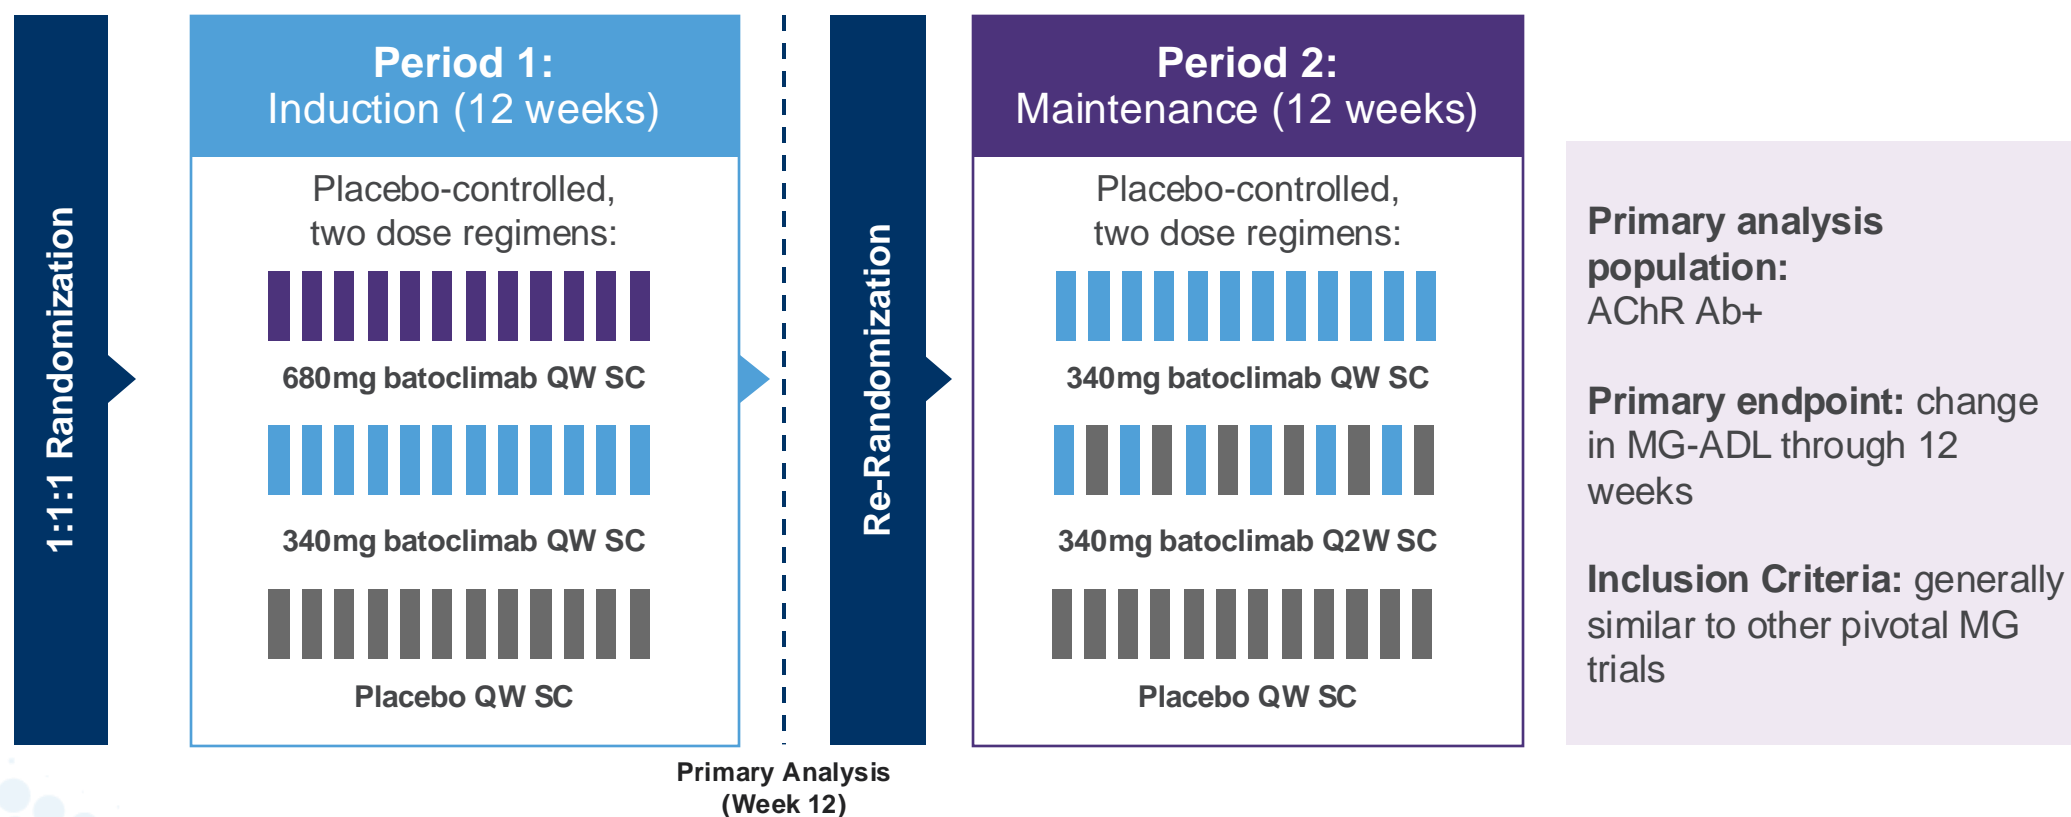 1:1:1 Randomization
Period 1:
Induction (12 weeks)
Placebo-controlled,
two dose regimens:
680mg batoclimab QW SC
340mg batoclimab QW SC
Placebo QW SC
Primary Analysis
(Week 12)
Re-Randomization
Period 2:
Maintenance (12 weeks)
Placebo-controlled,
two dose regimens:
340mg batoclimab QW SC
340mg batoclimab Q2W SC
Placebo QW SC
Primary analysis
population:
AChR Ab+
Primary endpoint: change
in MG-ADL through 12
weeks
Inclusion Criteria: generally
similar to other pivotal MG
trials